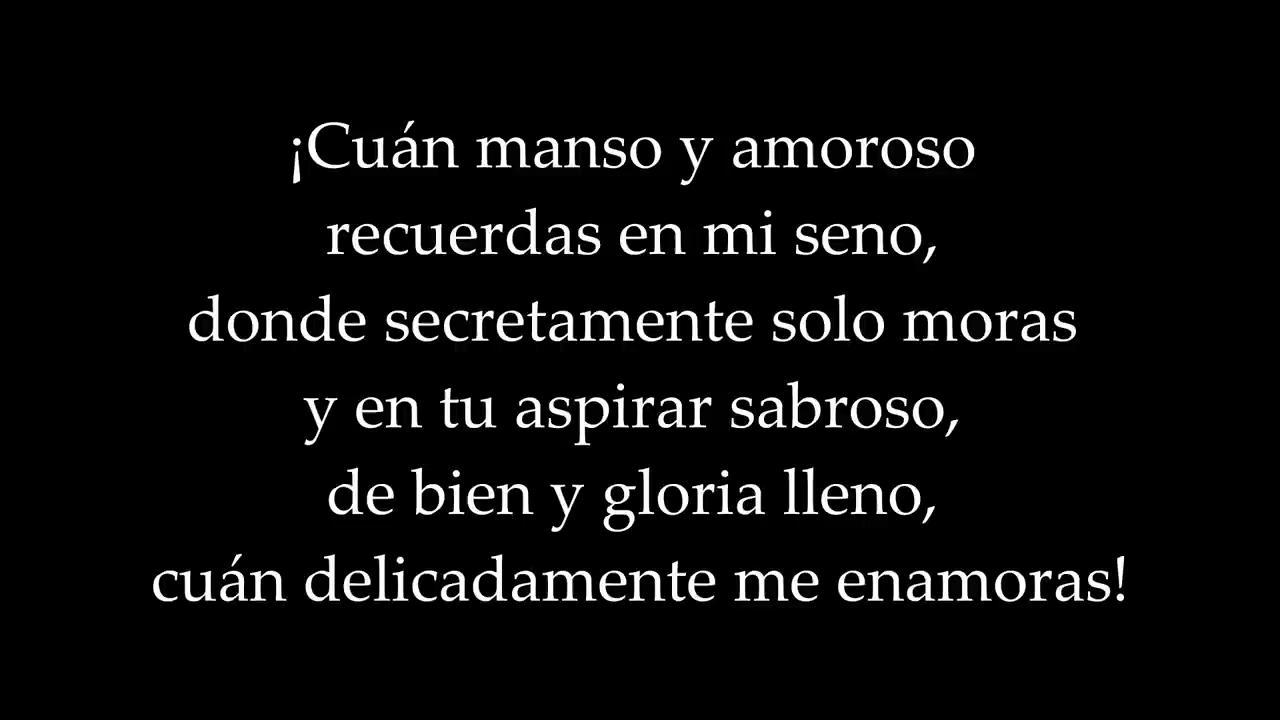 ¡Cuán manso y amoroso
recuerdas en mi seno,
donde secretamente solo moras
y en tu aspirar sabroso,
de bien y gloria lleno,
cuán delicadamente me enamoras!